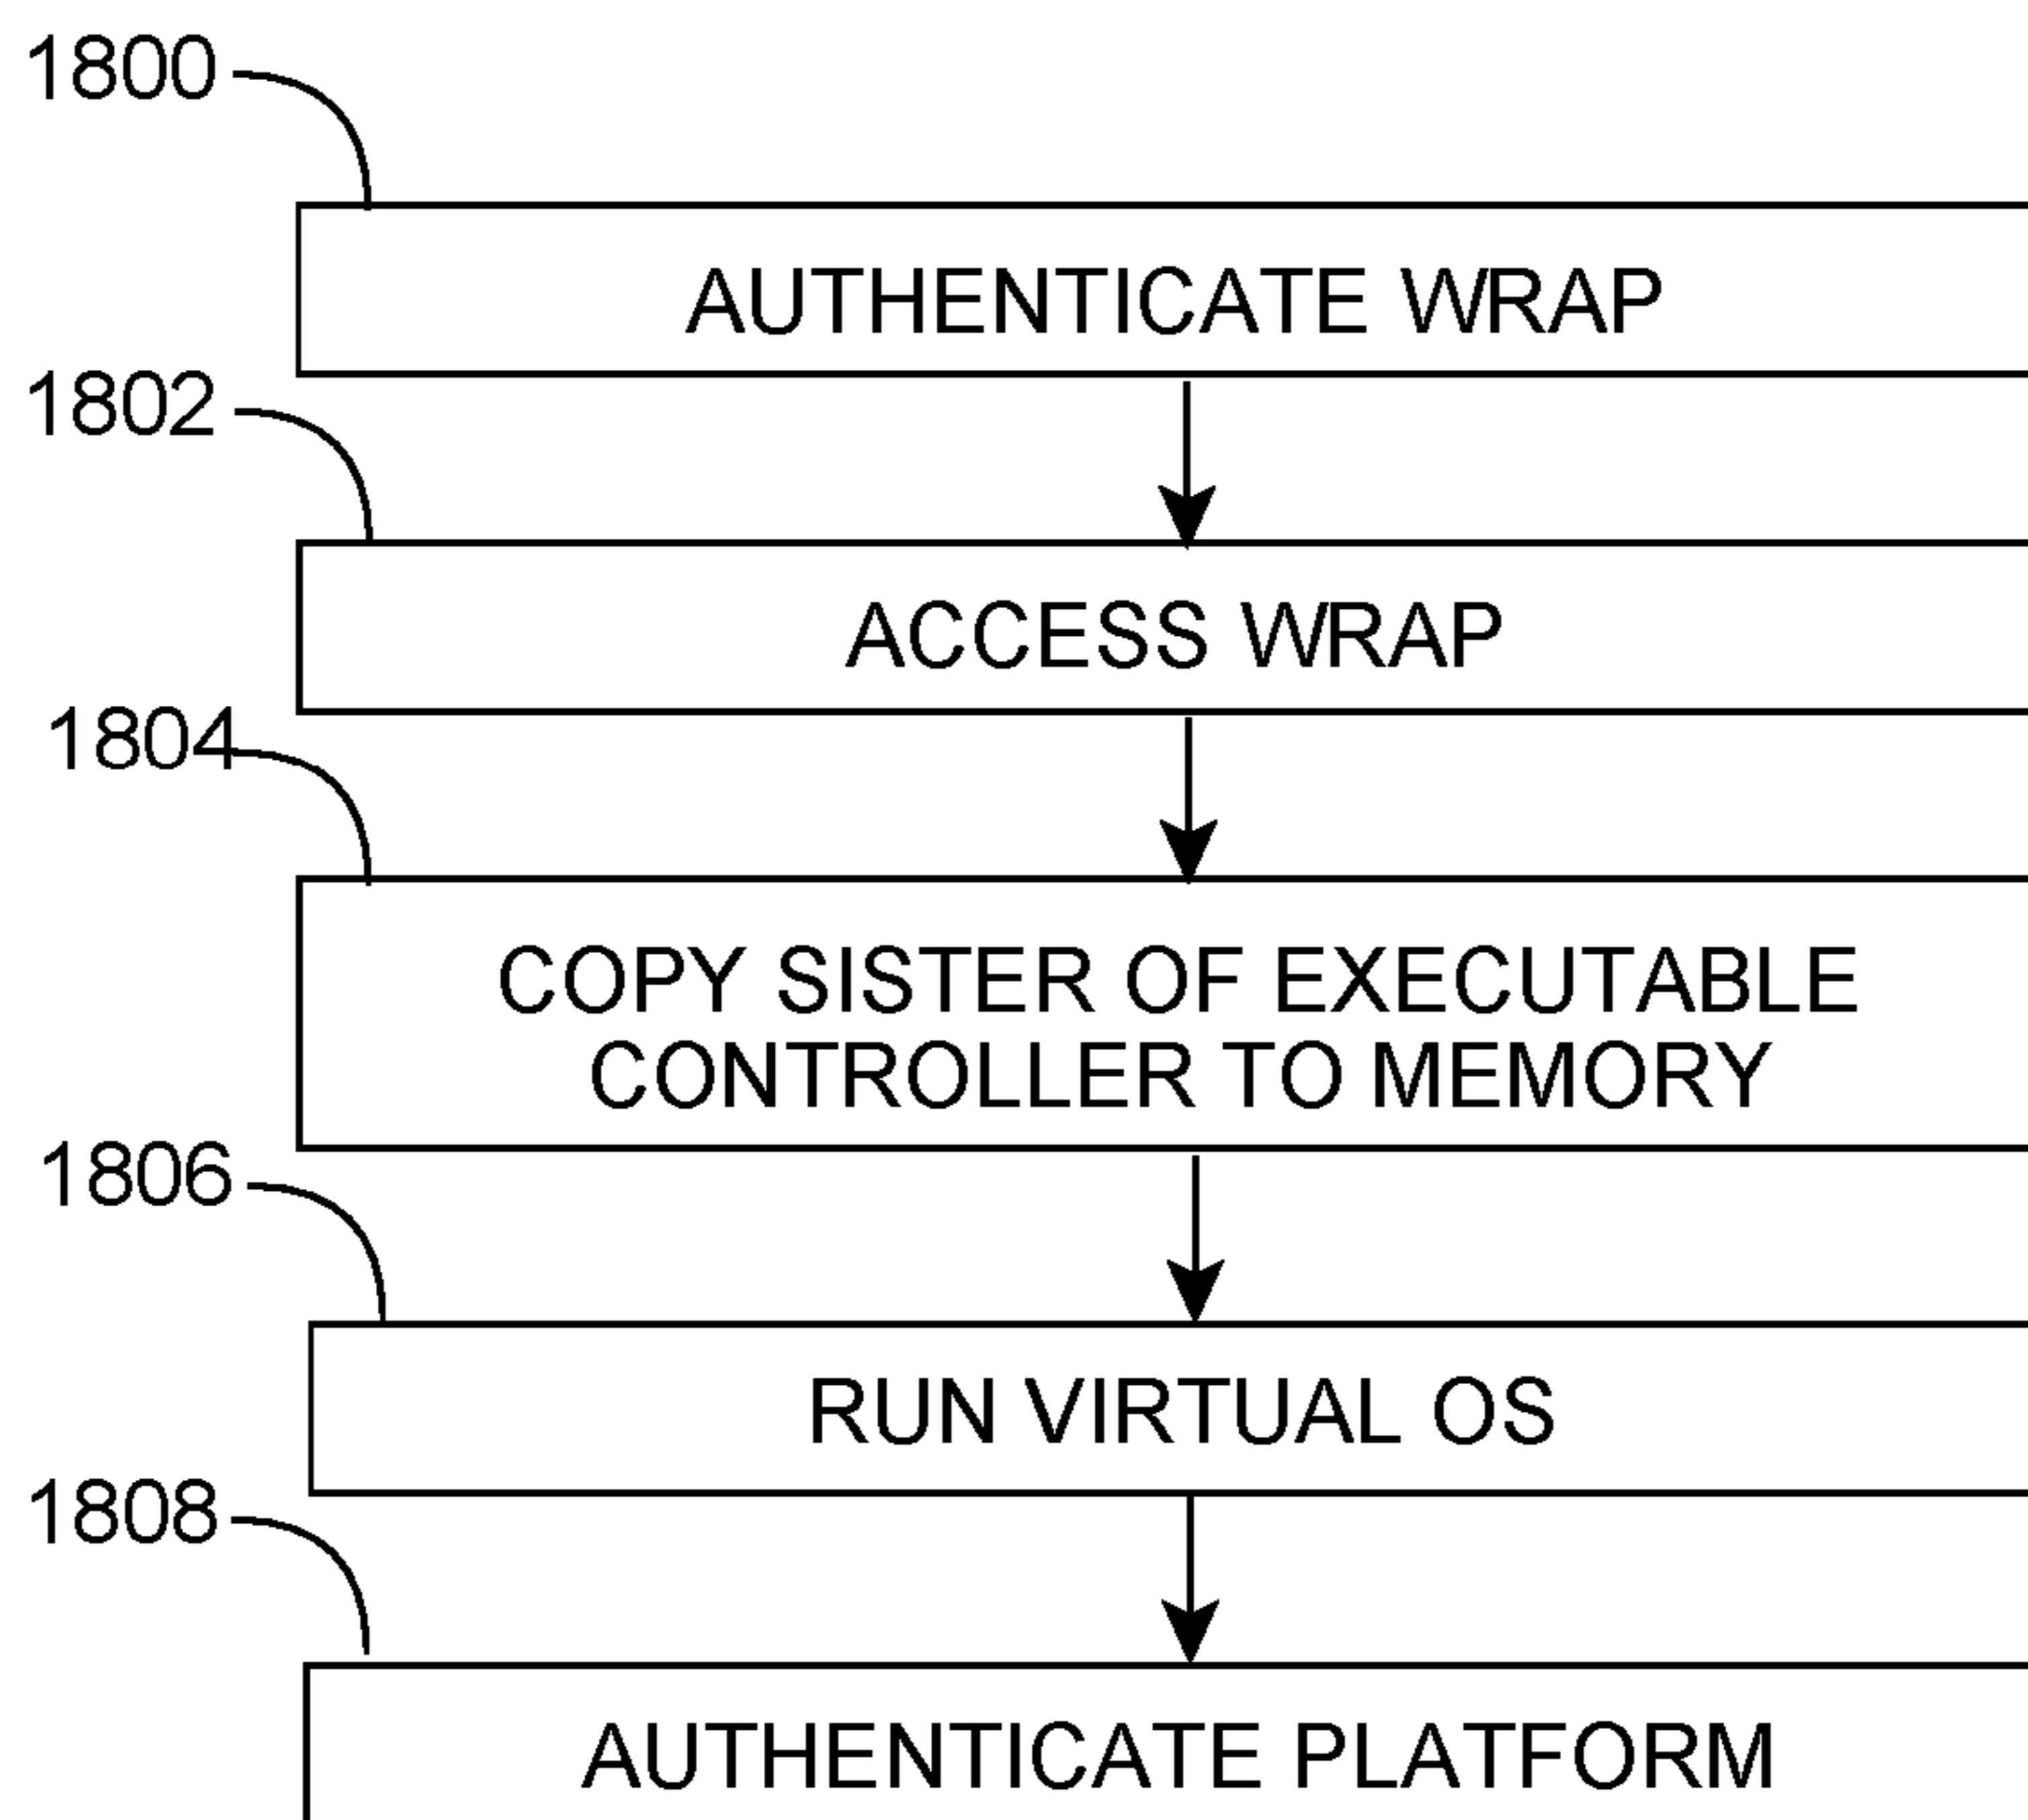 1800
AUTHENTICATE WRAP
1802
ACCESS WRAP
1804
COPY SISTER OF EXECUTABLE
CONTROLLER TO MEMORY
1806
RUN VIRTUAL OS
1808
AUTHENTICATE PLATFORM